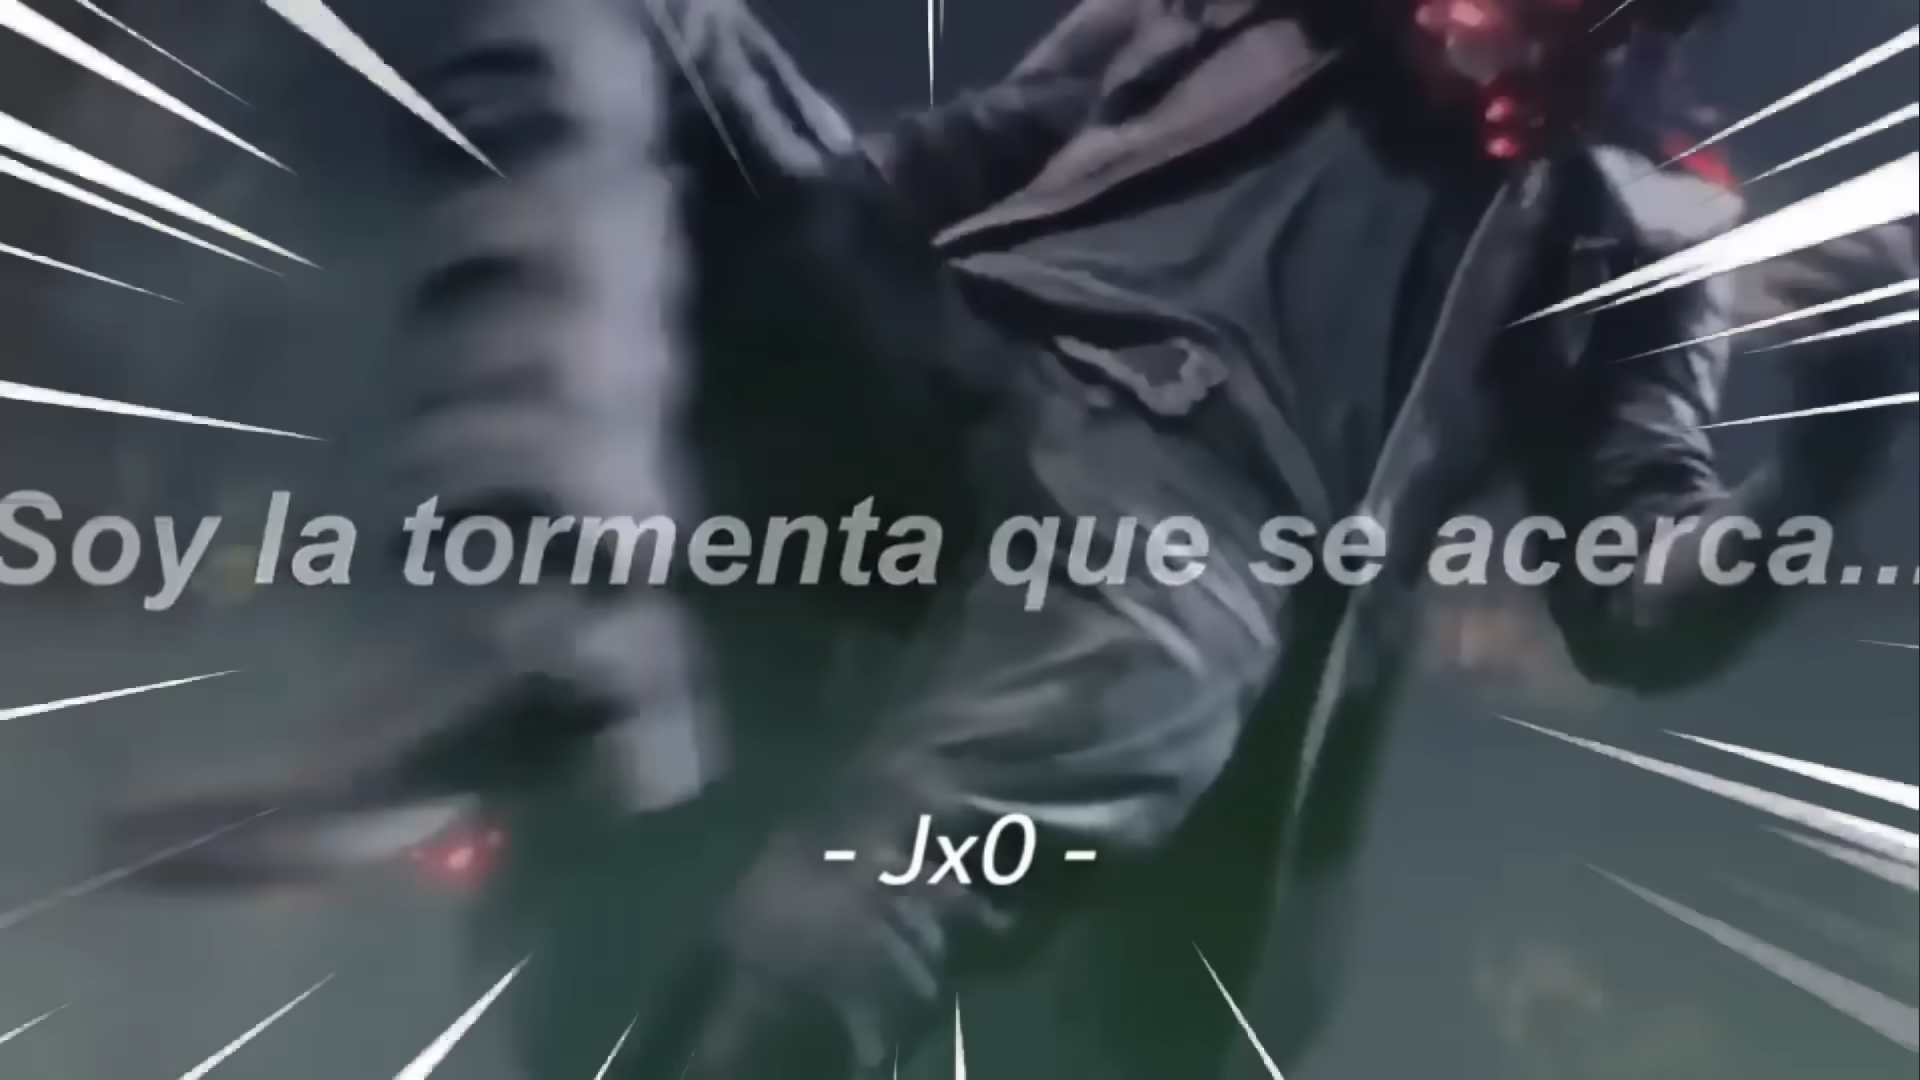 Soy la tormenta que se acerca...
- Jx0 -